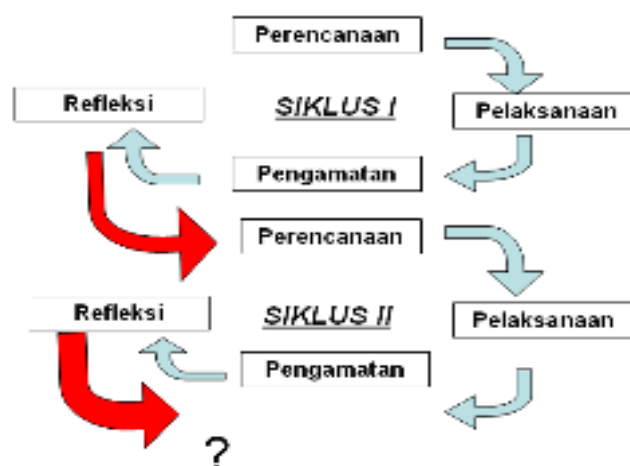 Perencanaan
Refleksi
SIKLUS I
Pelaksanaan
Pengamatan
Perencanaan
Refleksi
SIKLUS II
Pelaksanaan
Pengamatan
?